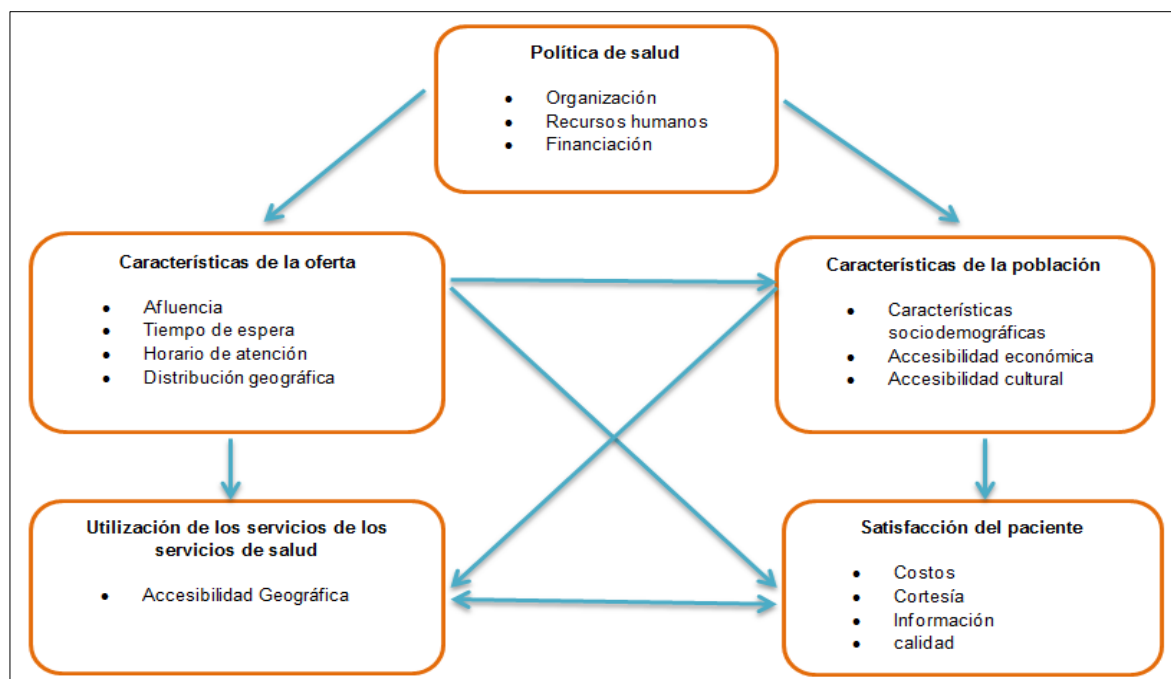 Política de salud
• Organización
• Recursos humanos
• Financiación
Características de la oferta
• Afluencia
• Tiempo de espera
• Horario de atención
• Distribución geográfica
Características de la población
• Características
sociodemográficas
• Accesibilidad económica
• Accesibilidad cultural
Utilización de los servicios de los
servicios de salud
• Accesibilidad Geográfica
Satisfacción del paciente
• Costos
• Cortesía
• Información
• calidad